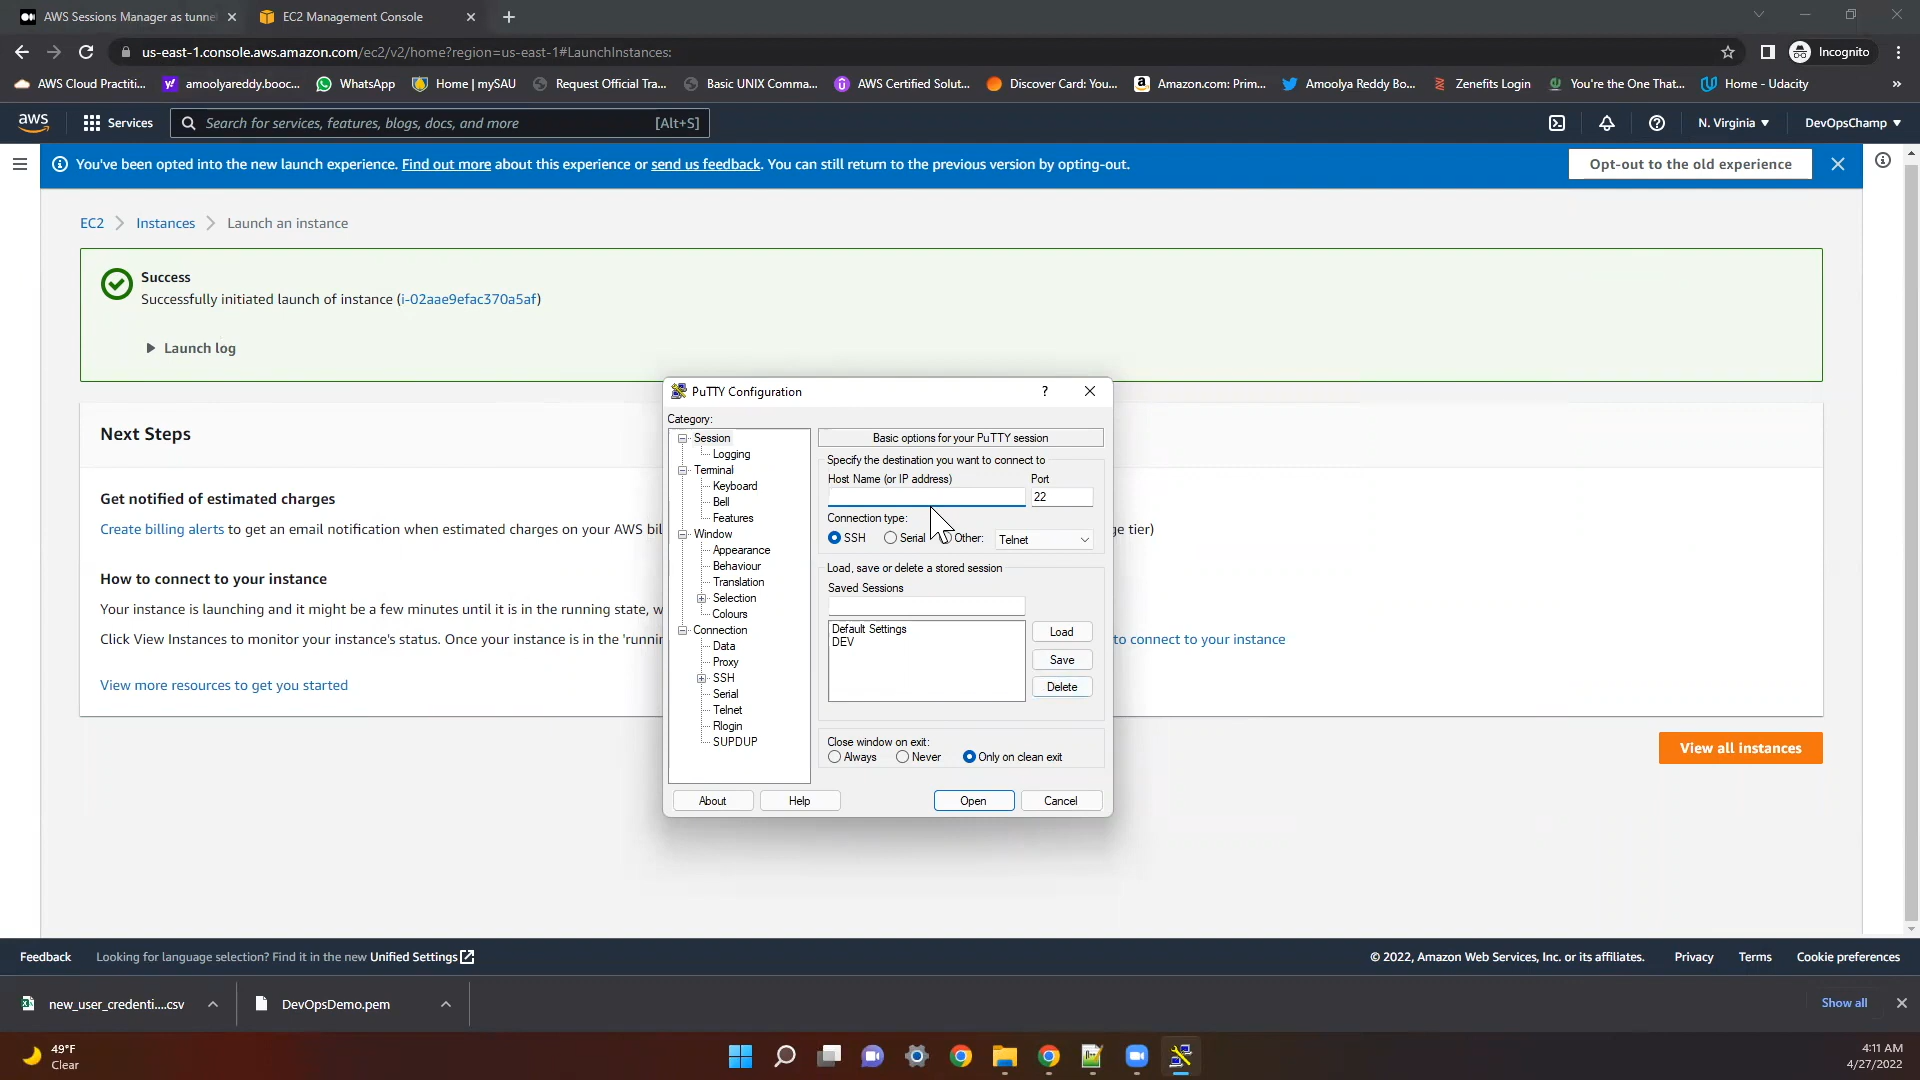 AWS Sessions Manager as tunne
EC2 Management Console
us-east-1.console.aws.amazon.com/ec2/v2/home?region=us-east-1#LaunchInstances:
Incognito
AWS Cloud Practiti...
amoolyareddy.booc...
WhatsApp
Home | mySAU
Request Official Tra...
Basic UNIX Comma...
AWS Certified Solut...
Discover Card: You...
Amazon.com: Prim...
Amoolya Reddy Bo...
Zenefits Login
You're the One That...
Home - Udacity
»
aws
Services
Search for services, features, blogs, docs, and more
[Alt+S]
N. Virginia
DevOpsChamp
You've been opted into the new launch experience. Find out more about this experience or send us feedback. You can still return to the previous version by opting-out.
Opt-out to the old experience
EC2
Instances
Launch an instance
Success
Successfully initiated launch of instance (i-02aae9efac370a5af)
Launch log
Next Steps
Get notified of estimated charges
Create billing alerts to get an email notification when estimated charges on your AWS bil
ge tier)
How to connect to your instance
Your instance is launching and it might be a few minutes until it is in the running state, w
Click View Instances to monitor your instance's status. Once your instance is in the 'runni
to connect to your instance
View more resources to get you started
View all instances
PuTTY Configuration
?
Category:
Session
Logging
Terminal
Keyboard
Bell
Features
Window
Appearance
Behaviour
Translation
Selection
Colours
Connection
Data
Proxy
SSH
Serial
Telnet
Rlogin
SUPDUP
Basic options for your PuTTY session
Specify the destination you want to connect to
Host Name (or IP address)
Port
22
Connection type:
SSH
Serial
Other:
Telnet
Load, save or delete a stored session
Saved Sessions
Default Settings
DEV
Load
Save
Delete
Close window on exit:
Always
Never
Only on clean exit
About
Help
Open
Cancel
Feedback
Looking for language selection? Find it in the new Unified Settings
© 2022, Amazon Web Services, Inc. or its affiliates.
Privacy
Terms
Cookie preferences
new_user_credenti....csv
DevOpsDemo.pem
Show all
49°F
Clear
4:11 AM
4/27/2022